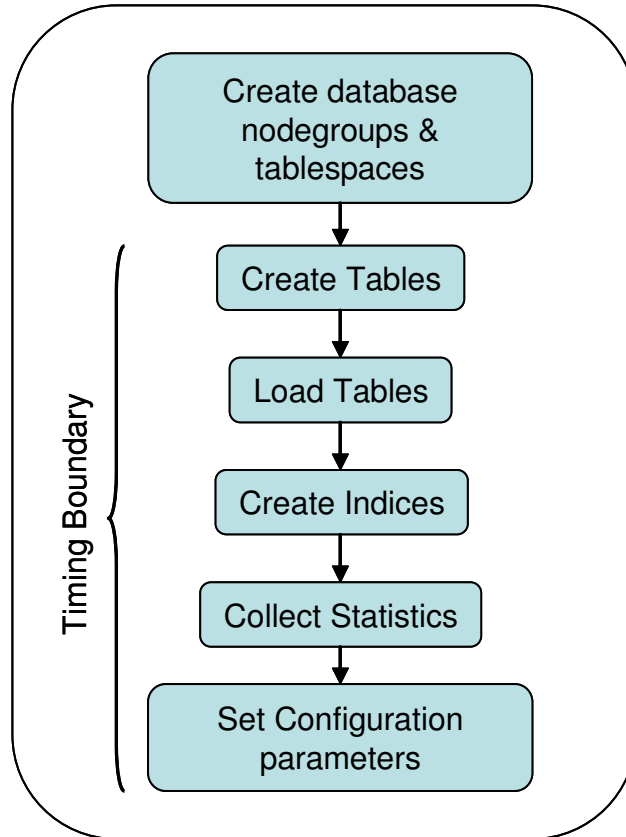 Create database
nodegroups &
tablespaces
Create Tables
Load Tables
Create Indices
Collect Statistics
Set Configuration
parameters
Timing Boundary